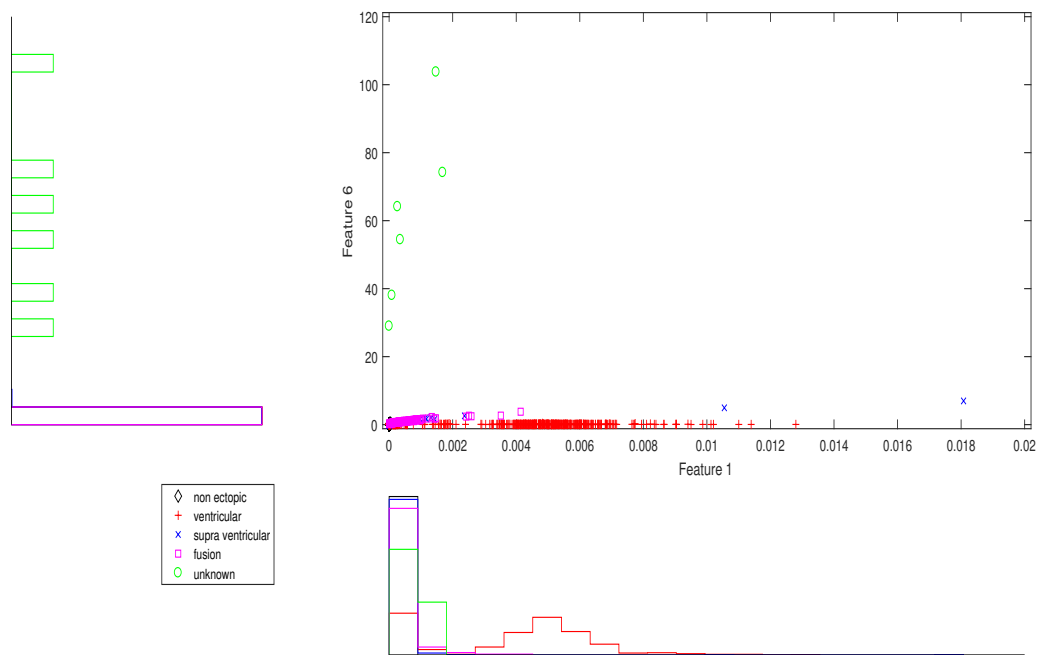 120
100
80
60
40
20
0
Feature 6
0 0.002 0.004 0.006 0.008 0.01 0.012 0.014 0.016 0.018 0.02
Feature 1
non ectopic
ventricular
supra ventricular
fusion
unknown